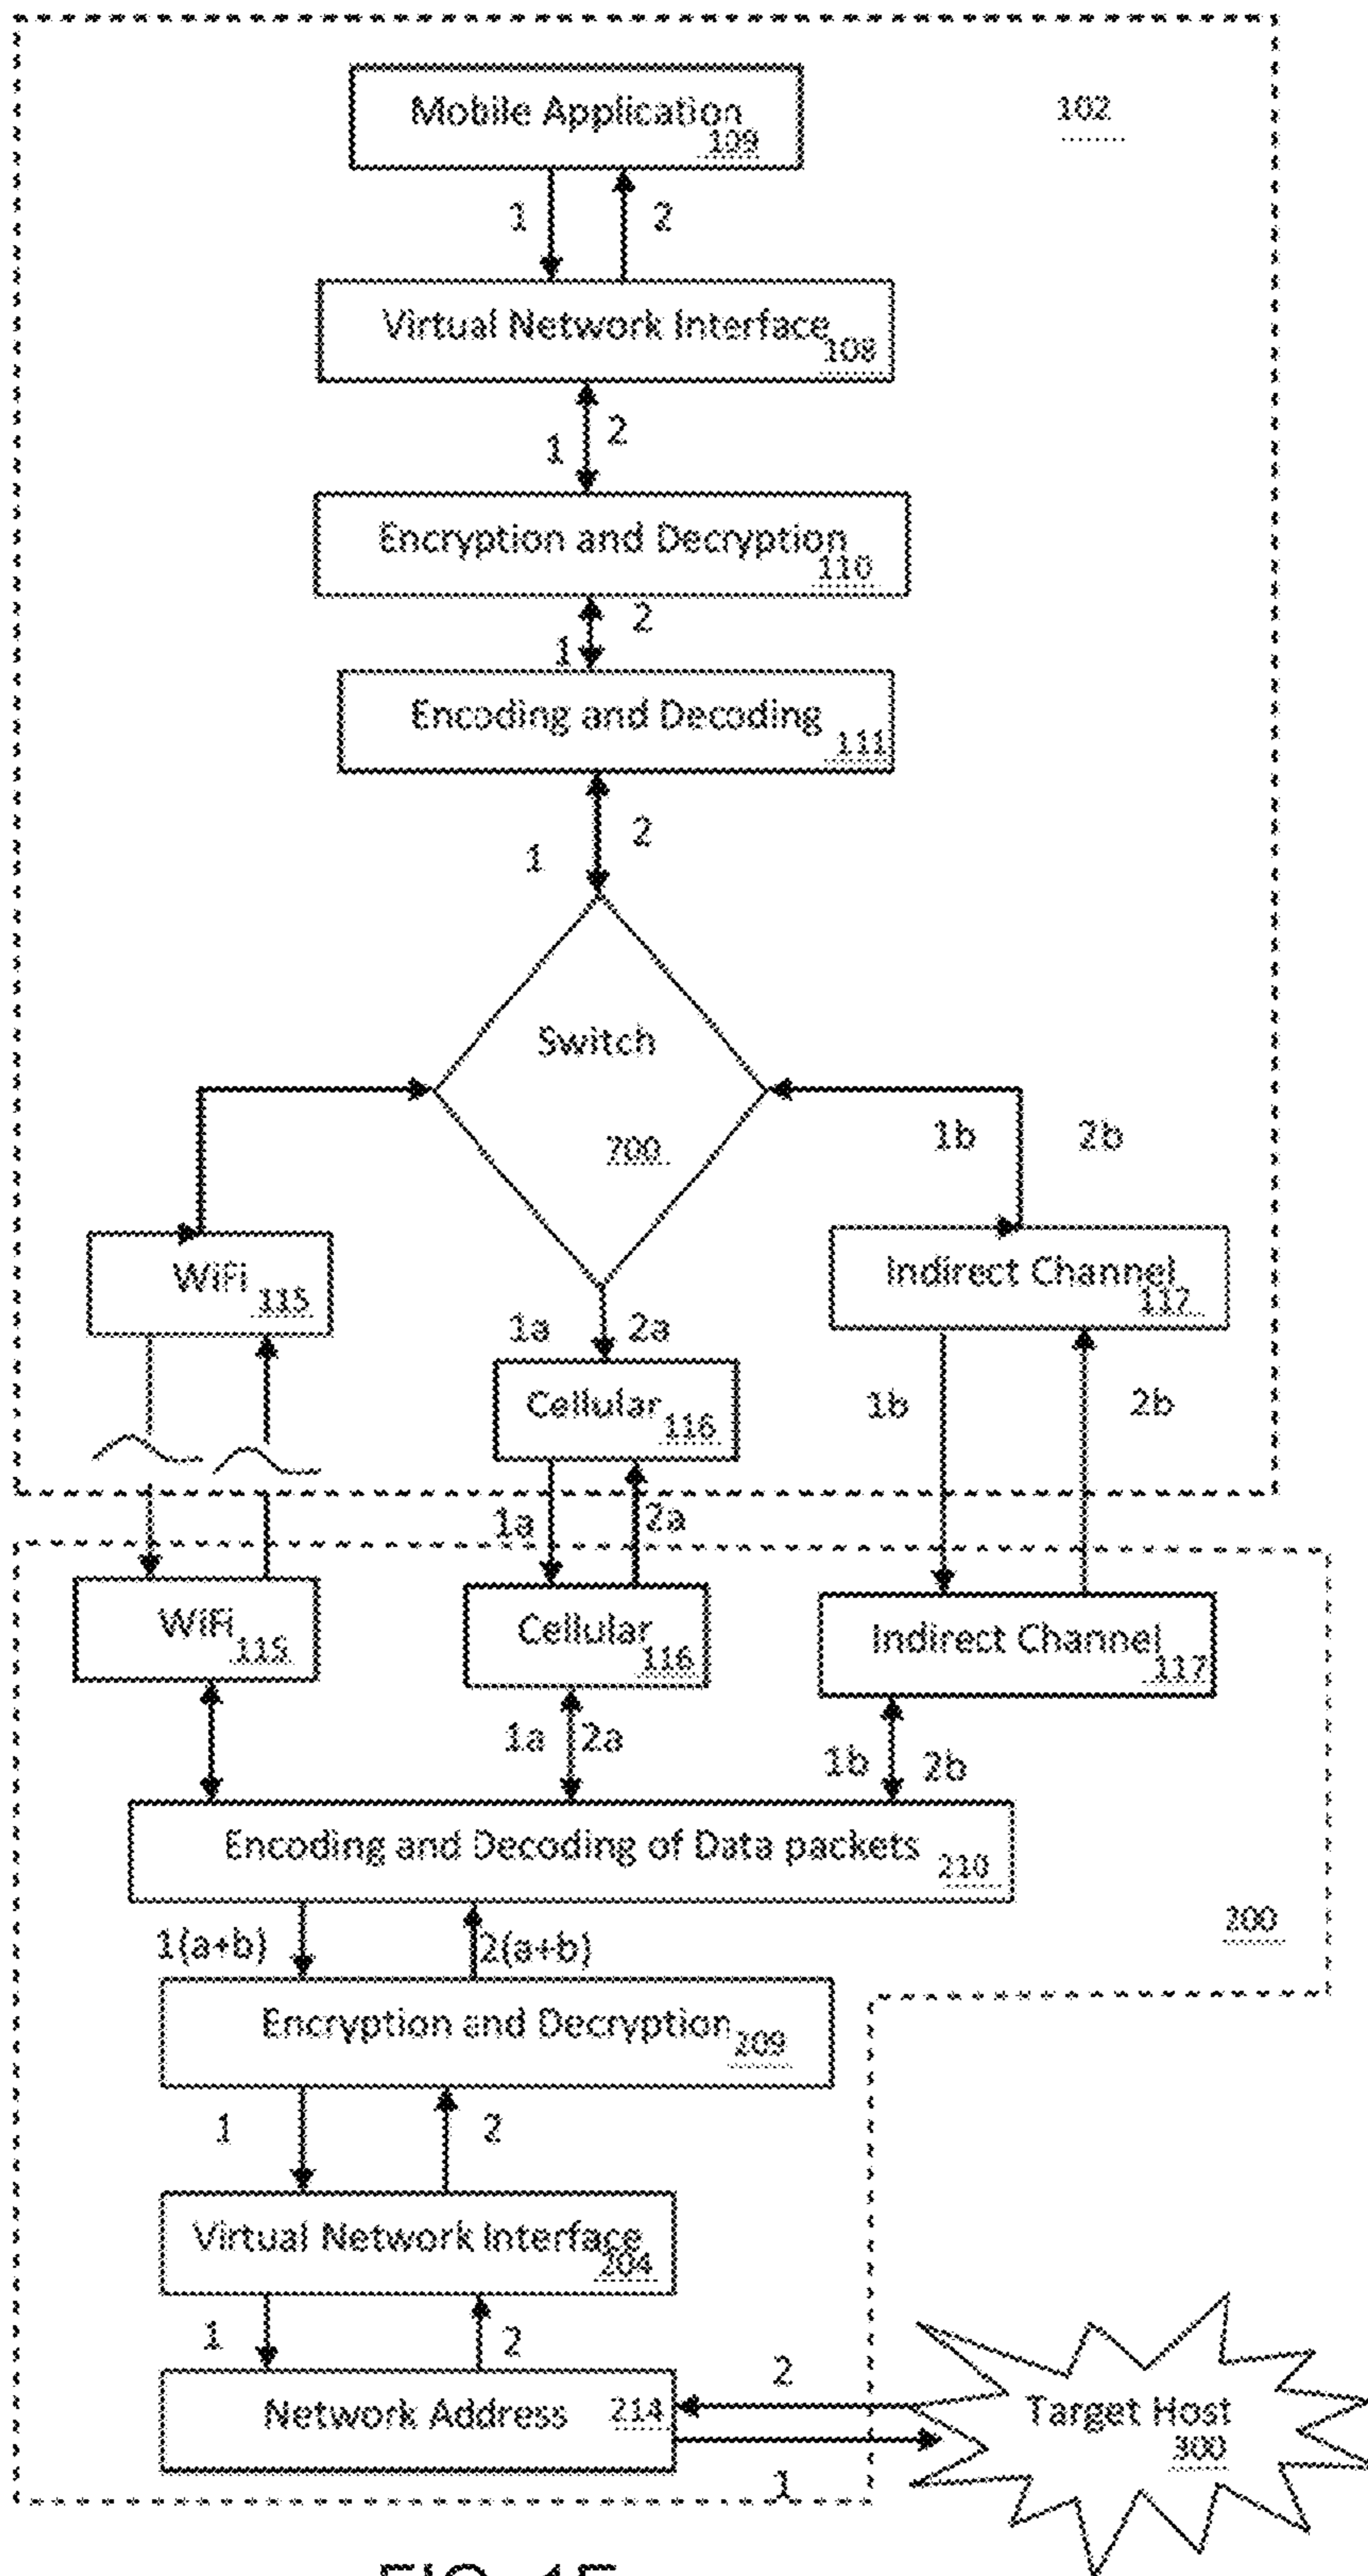 Mobile Application
109
102
1
2
Virtual Network Interface
108
1
2
Encryption and Decryption
110
1
2
Encoding and Decoding
111
1
2
Switch
700
1b
2b
WiFi
115
Indirect Channel
117
1a
2a
Cellular
116
1b
2b
1a
2a
WiFi
115
Cellular
116
Indirect Channel
117
1a
2a
1b
2b
Encoding and Decoding of Data packets
210
200
1(a+b)
2(a+b)
Encryption and Decryption
209
1
2
Virtual Network Interface
204
1
2
Network Address
214
2
1
Target Host
300